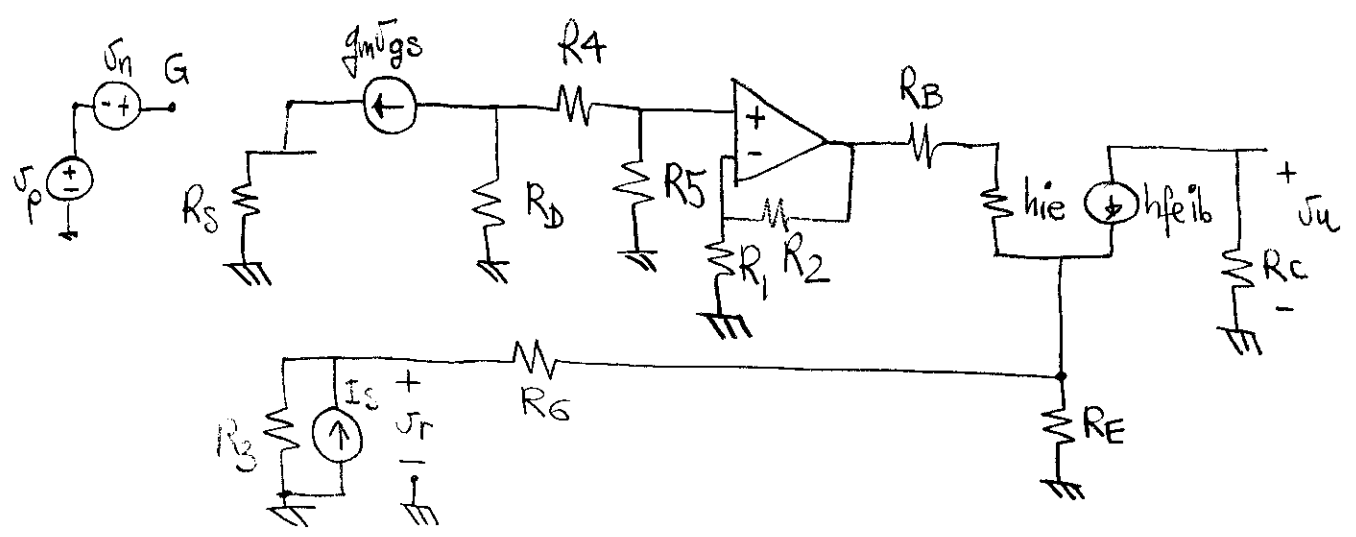 vn G gmvgs R4
+ RB
- +
+ - vp RS RD R5 - hie hfeib + vu
R1 R2 RC -
R3 Is + vr - R6 RE